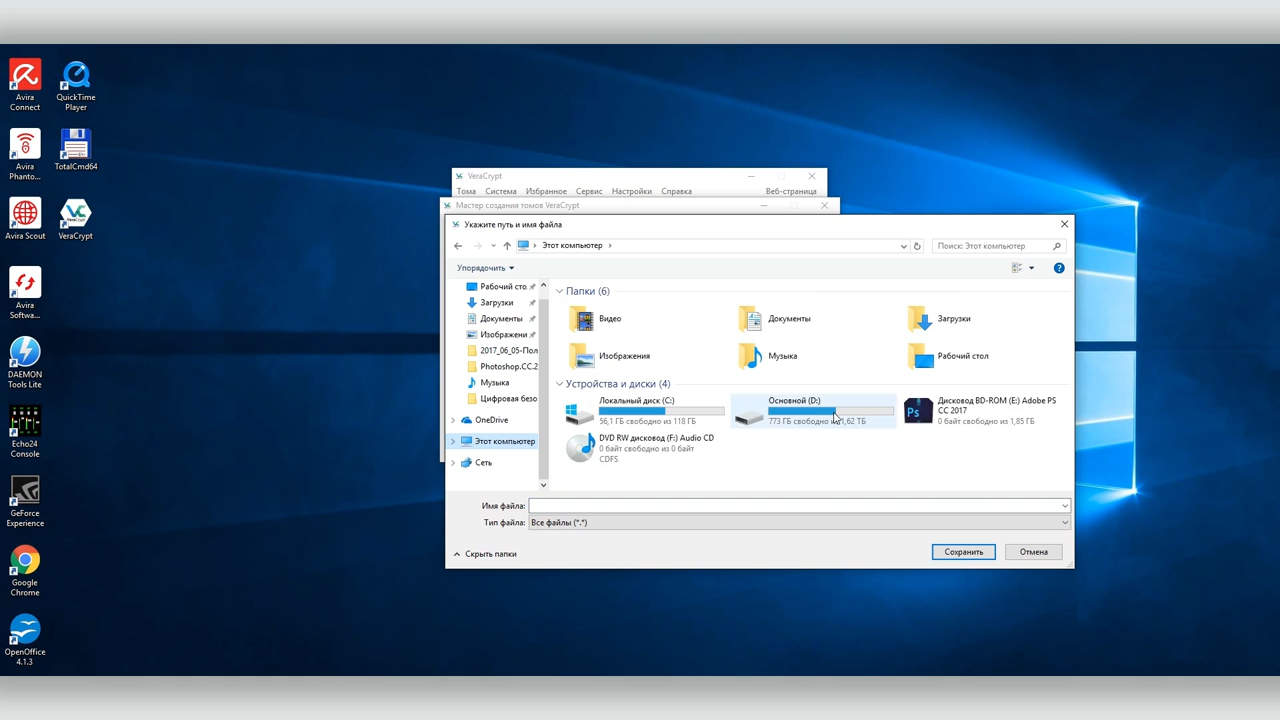 Avira
Connect
QuickTime
Player
Avira
Phanto...
TotalCmd64
Avira Scout
VeraCrypt
Avira
Softwa...
DAEMON
Tools Lite
Echo24
Console
GeForce
Experience
Google
Chrome
OpenOffice
4.1.3
VeraCrypt
Тома Система Избранное Сервис Настройки Справка Веб-страница
Мастер создания томов VeraCrypt
Укажите путь и имя файла
Этот компьютер
Поиск: Этот компьютер
Упорядочить
Рабочий сто.
Загрузки
Документы
Изображени
2017_06_05-Пол
Photoshop.CC.2
Музыка
Цифровая безо
OneDrive
Этот компьютер
Сеть
Папки (6)
Видео
Документы
Загрузки
Изображения
Музыка
Рабочий стол
Устройства и диски (4)
Локальный диск (C:)
56,1 ГБ свободно из 118 ГБ
Основной (D:)
773 ГБ свободно из 1,62 ТБ
Дисковод BD-ROM (E:) Adobe PS
CC 2017
0 байт свободно из 1,85 ГБ
DVD RW дисковод (F:) Audio CD
0 байт свободно из 0 байт
CDFS
Имя файла:
Тип файла: Все файлы (*.*)
Скрыть папки
Сохранить
Отмена